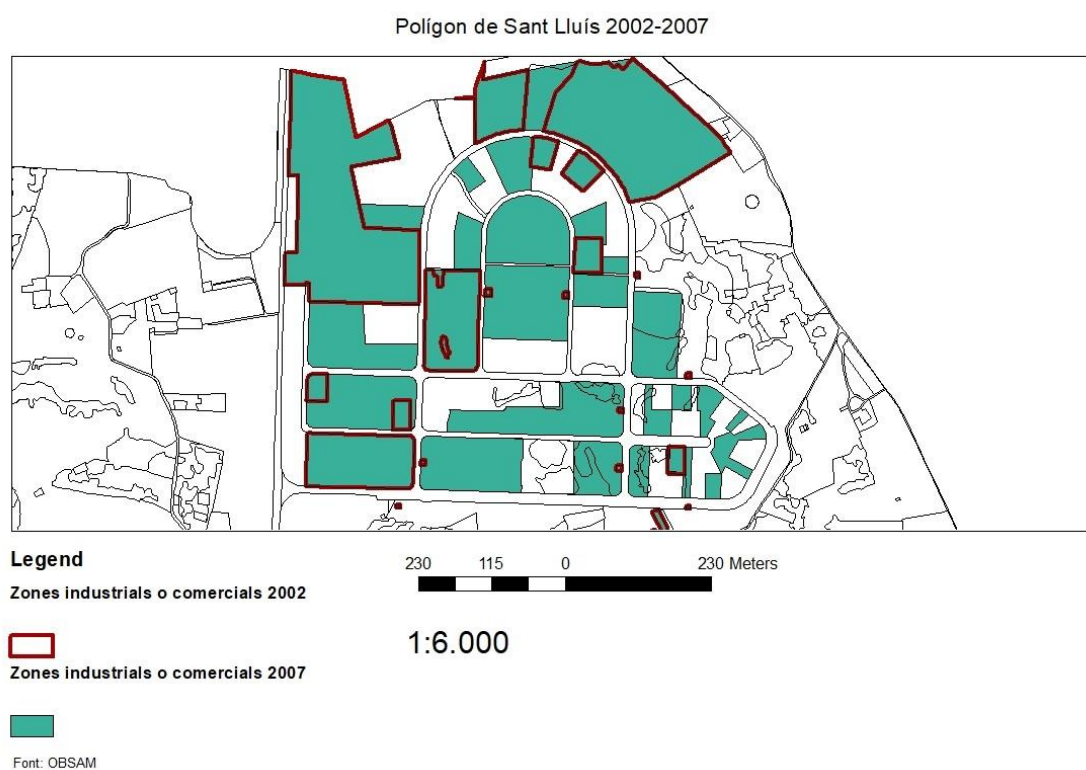 Polígon de Sant Lluís 2002-2007
Legend
Zones industrials o comercials 2002
Zones industrials o comercials 2007
230 115 0 230 Meters
1:6.000
Font: OBSAM